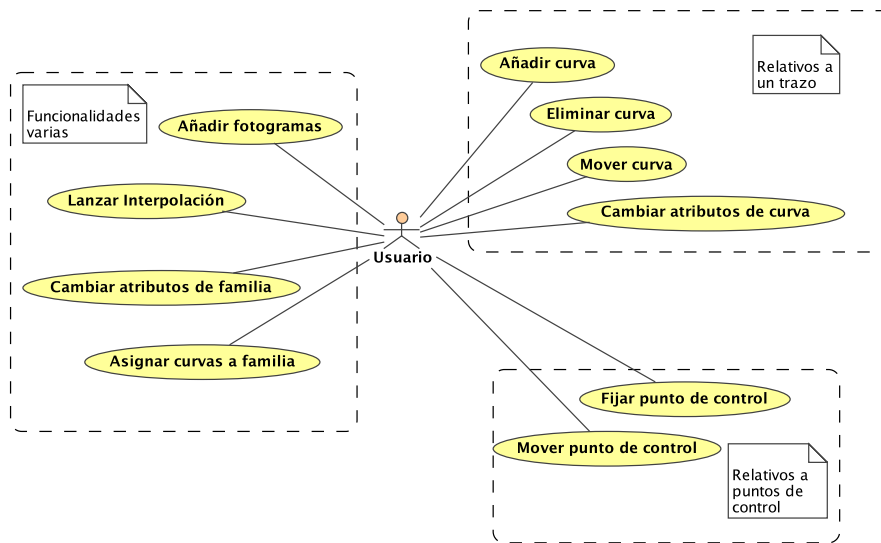 Funcionalidades
varias
Añadir fotogramas
Lanzar Interpolación
Cambiar atributos de familia
Asignar curvas a familia
Usuario
Añadir curva
Eliminar curva
Mover curva
Cambiar atributos de curva
Relativos a
un trazo
Fijar punto de control
Mover punto de control
Relativos a
puntos de
control